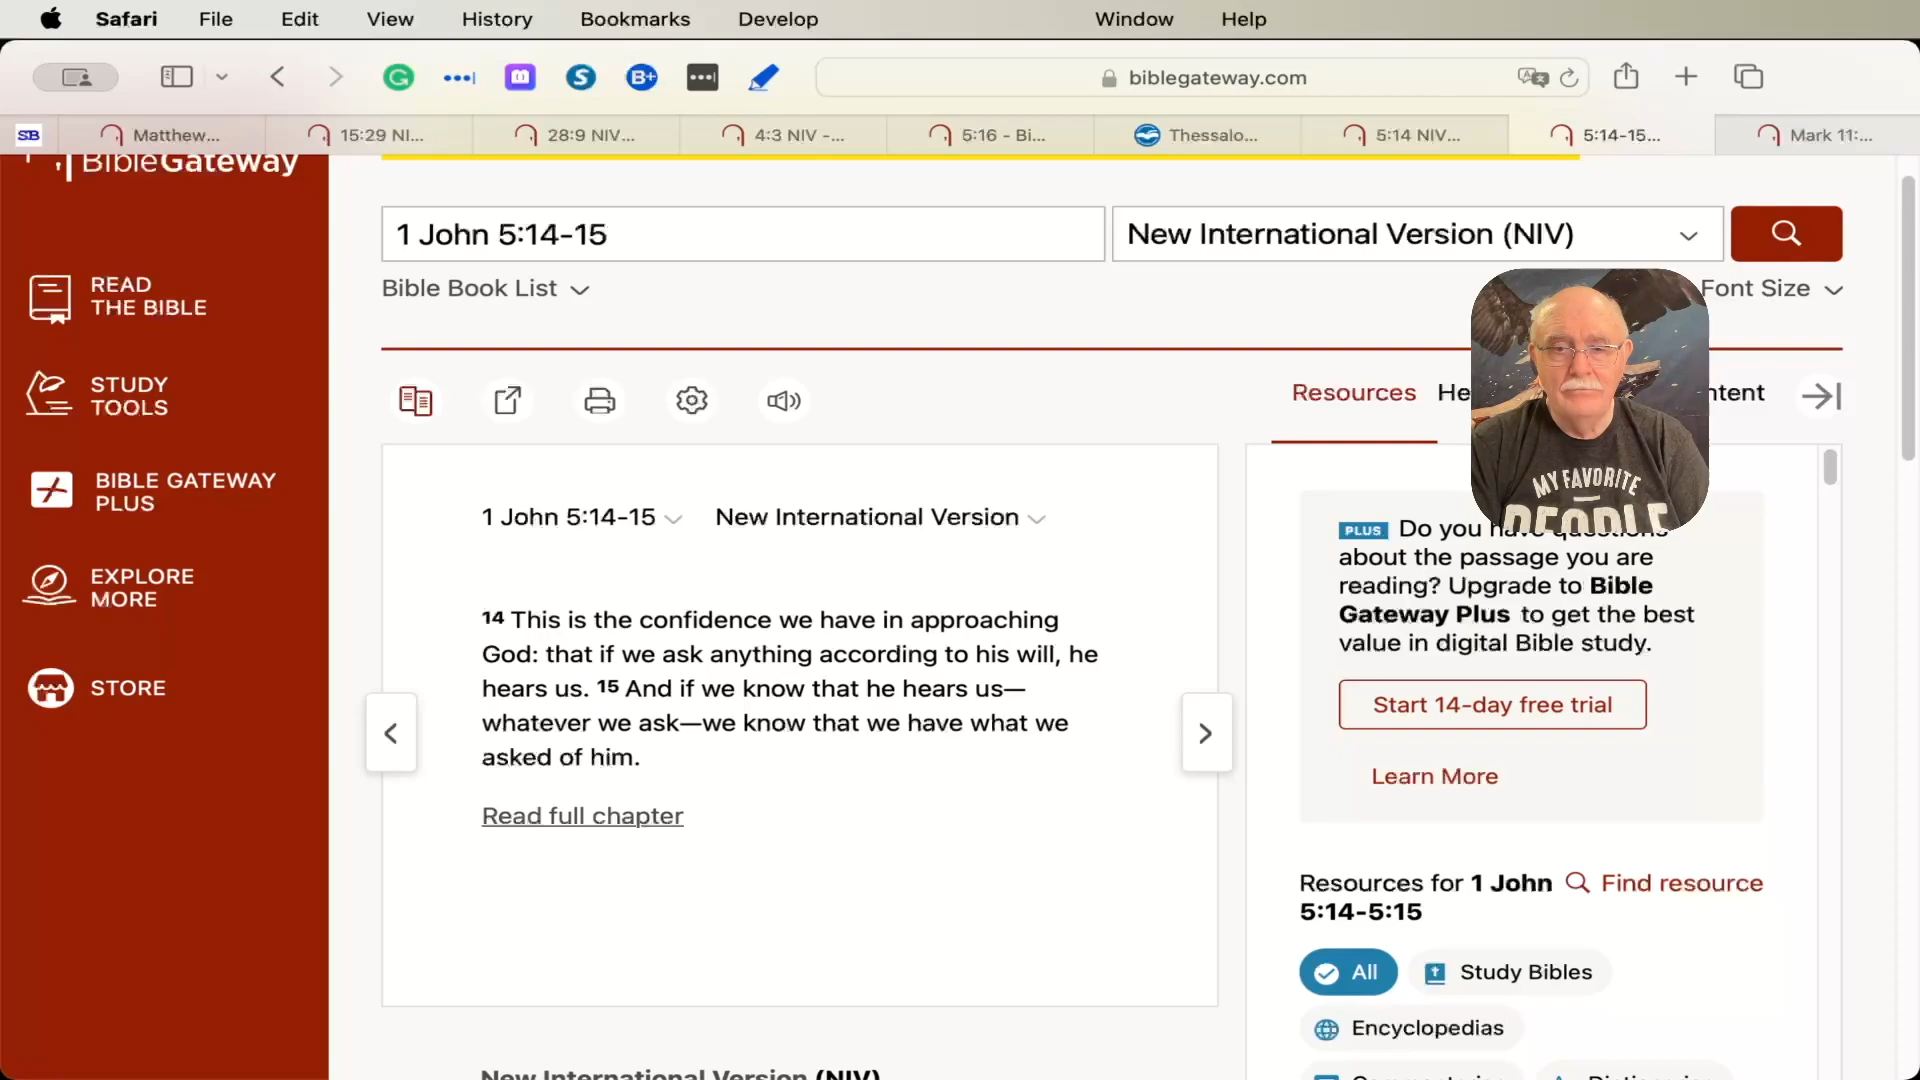 Safari File Edit View History Bookmarks Develop Window Help
biblegateway.com
SB Matthew... 15:29 NI... 28:9 NIV... 4:3 NIV -... 5:16 - Bi... Thessalo... 5:14 NIV... 5:14-15... Mark 11:...
BibleGateway
1 John 5:14-15 New International Version (NIV)
Bible Book List Font Size
READ
THE BIBLE
STUDY
TOOLS
BIBLE GATEWAY
PLUS
EXPLORE
MORE
STORE
Resources
MY FAVORITE
PEOPLE
1 John 5:14-15 New International Version
14 This is the confidence we have in approaching
God: that if we ask anything according to his will, he
hears us. 15 And if we know that he hears us—
whatever we ask—we know that we have what we
asked of him.
Read full chapter
PLUS Do you have questions
about the passage you are
reading? Upgrade to Bible
Gateway Plus to get the best
value in digital Bible study.
Start 14-day free trial
Learn More
Resources for 1 John Find resource
5:14-5:15
All Study Bibles
Encyclopedias
New International Version (NIV)